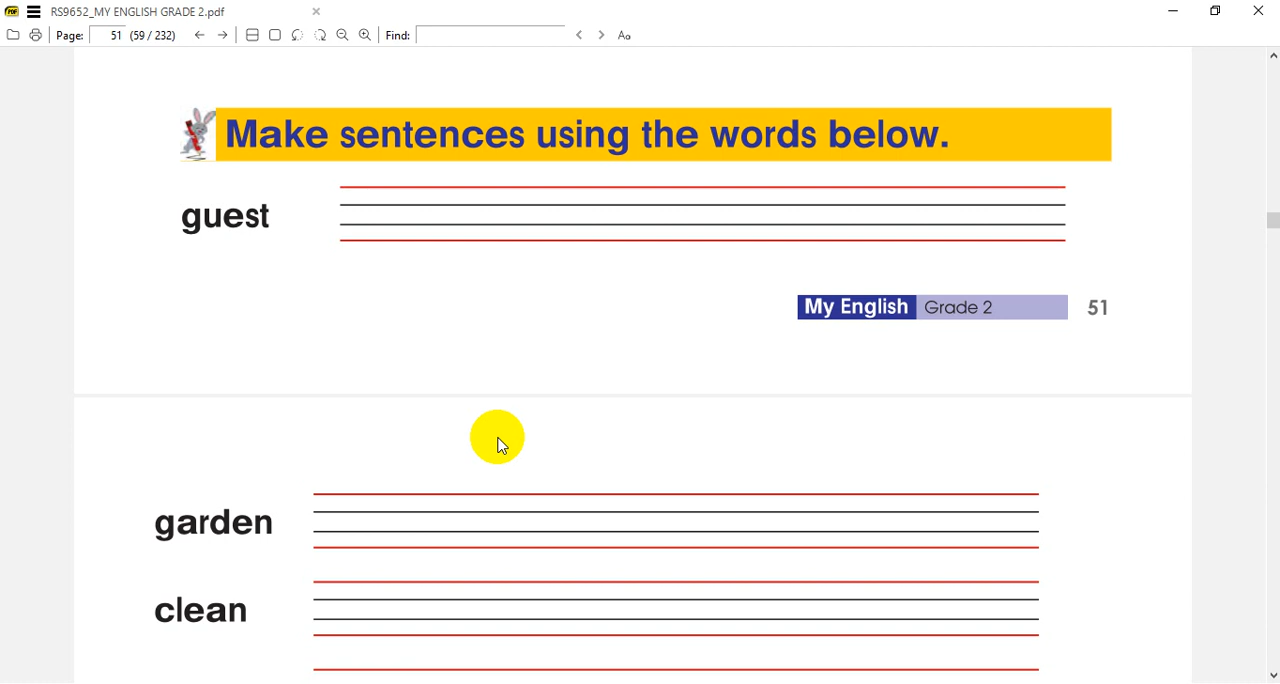 RS9652_MY ENGLISH GRADE 2.pdf
Page: 51 (59 / 232) Find:
Make sentences using the words below.
guest
My English Grade 2 51
garden
clean